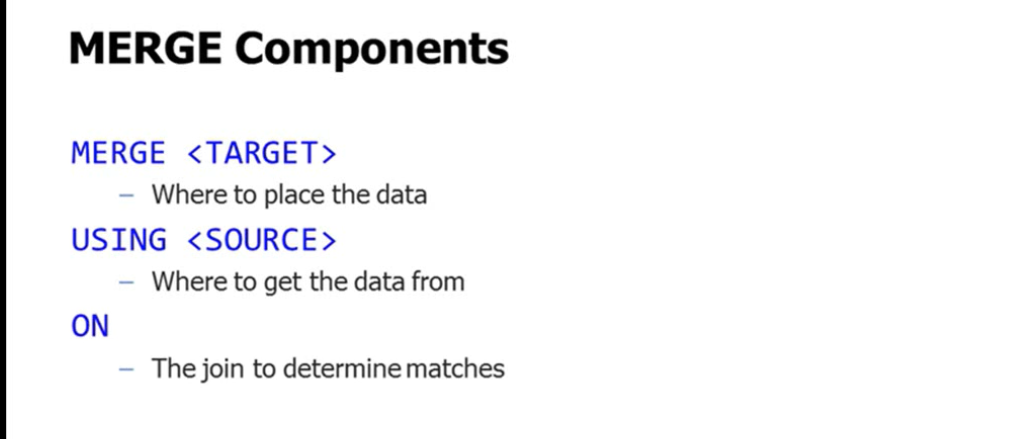 MERGE Components
MERGE <TARGET>
– Where to place the data
USING <SOURCE>
– Where to get the data from
ON
– The join to determine matches